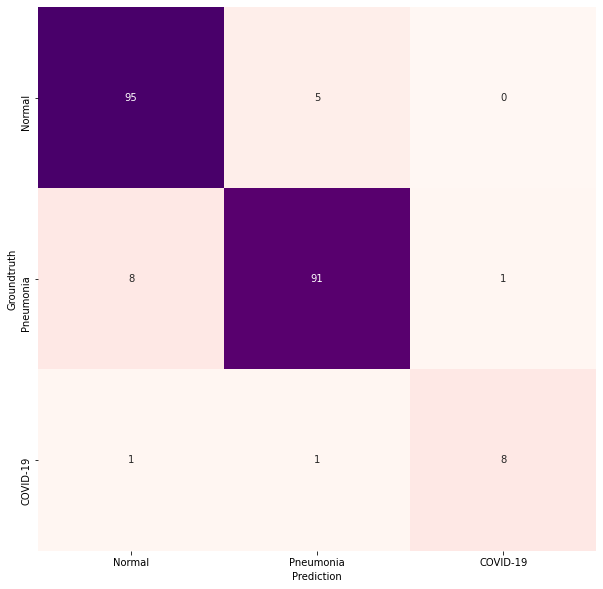 Normal 95 5 0
Groundtruth
Pneumonia 8 91 1
COVID-19 1 1 8
Normal Pneumonia COVID-19
Prediction